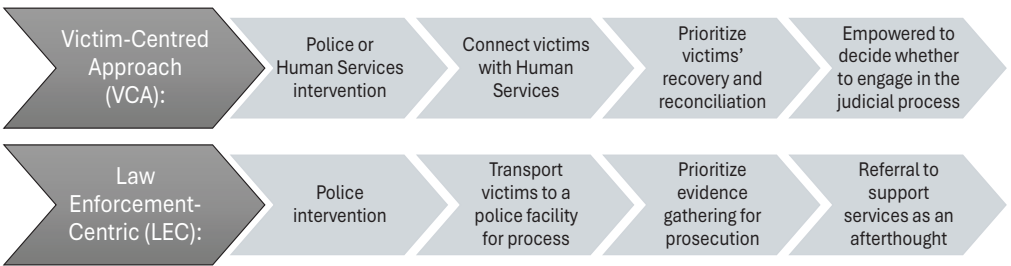 Victim-Centred
Approach
(VCA):
Police or
Human Services
intervention
Connect victims
with Human
Services
Prioritize
victims'
recovery and
reconciliation
Empowered to
decide whether
to engage in the
judicial process
Law
Enforcement-
Centric (LEC):
Police
intervention
Transport
victims to a
police facility
for process
Prioritize
evidence
gathering for
prosecution
Referral to
support
services as an
afterthought